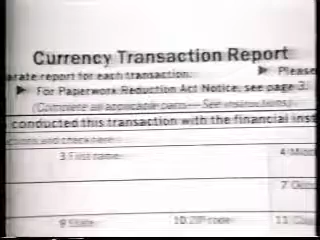 Currency Transaction Report
arate report for each transaction. ▶ Please
▶ For Paperwork Reduction Act Notice, see page 3.
(Complete all applicable parts—See instructions)
conducted this transaction with the financial inst
3 First name
4 Middl
7 Occu
9 State
10 ZIP code
11